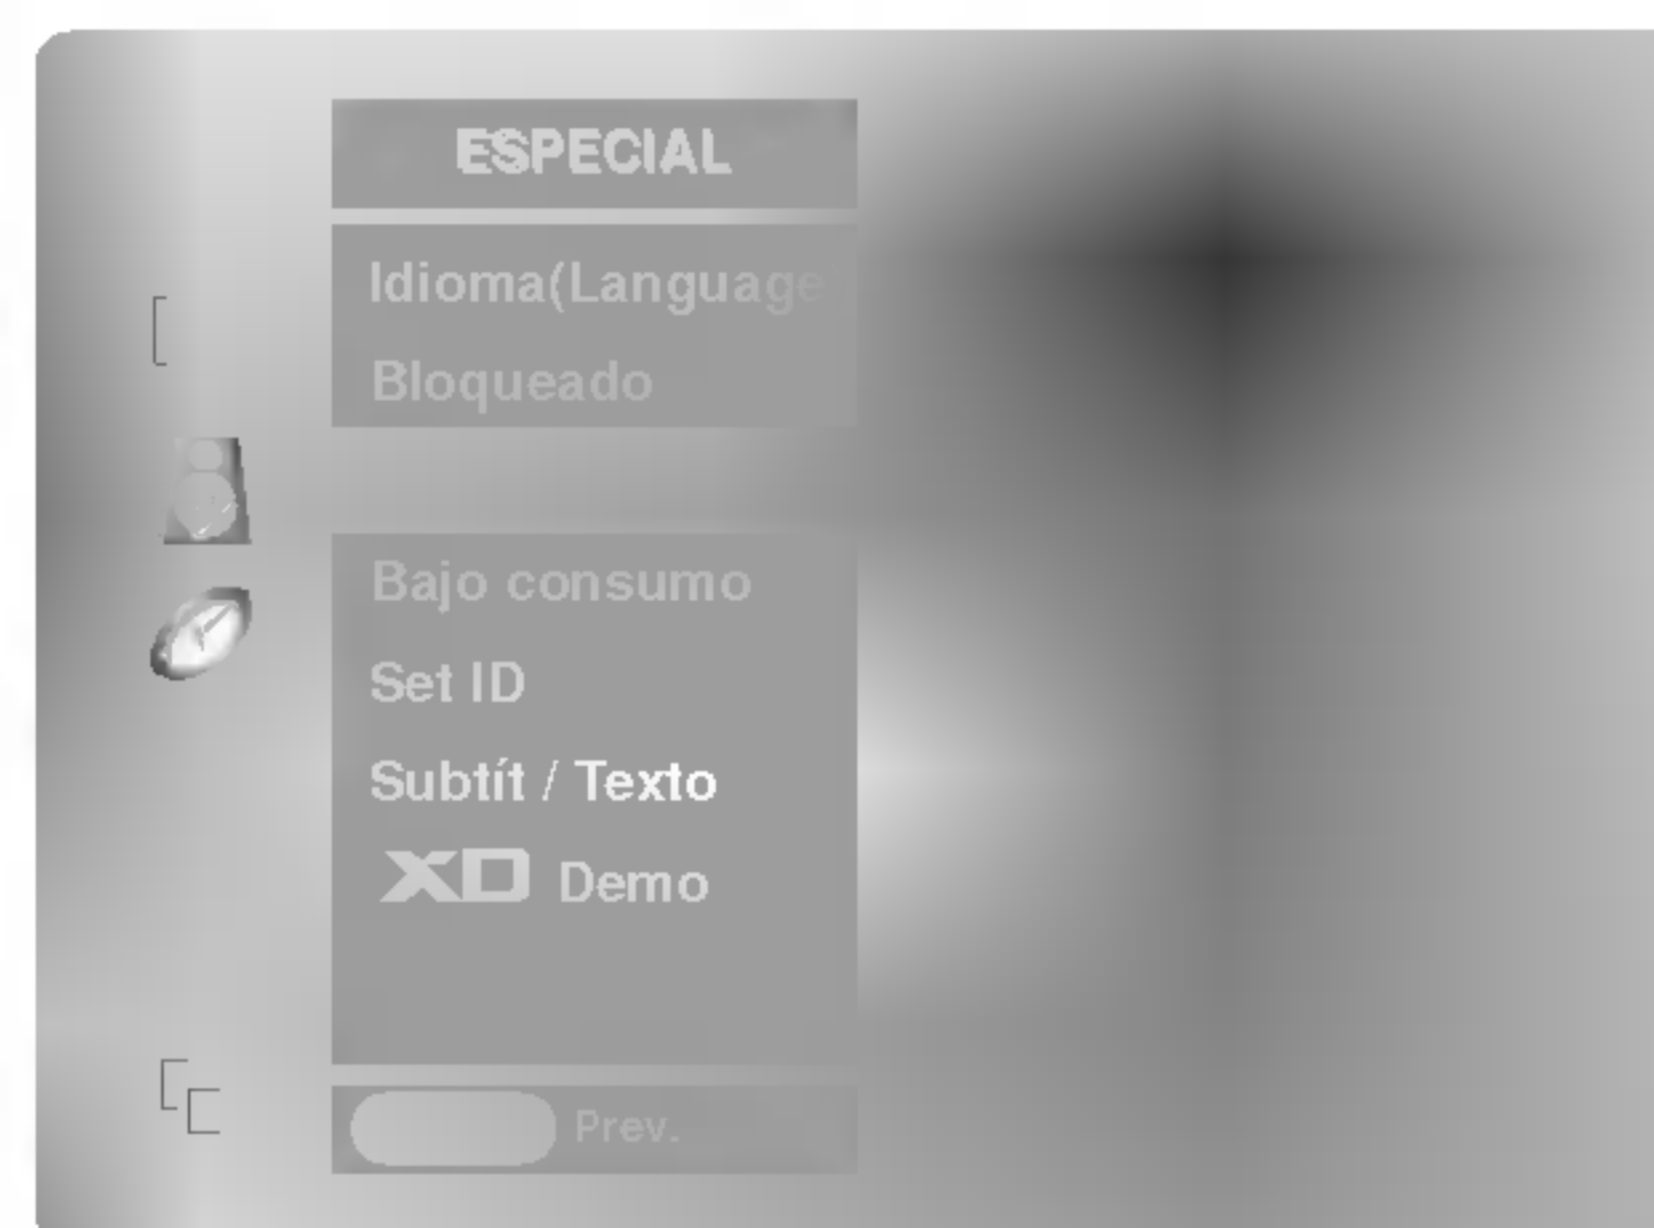 ESPECIAL
Idioma(Language)
Bloqueado
Bajo consumo
Set ID
Subtít / Texto
XD Demo
Prev.